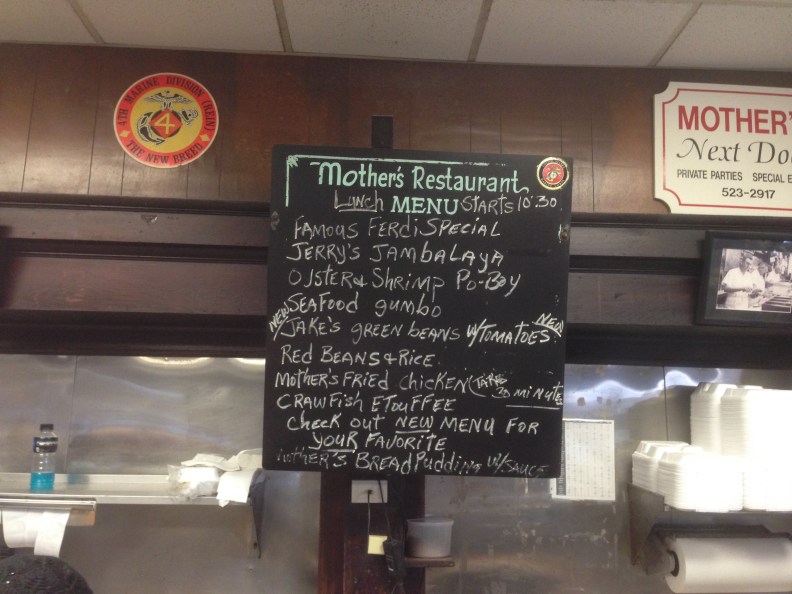 4TH MARINE DIVISION (REIN)
4
THE NEW BREED
Mother's Restaurant
Lunch MENU STARTS 10:30
FAMOUS FERDi SPECIAL
JERRY'S JAMBALAYA
OYSTER & SHRIMP PO-BOY
SEAFOOD gumbo
NEW JAKE'S gREEN bEANS W/TOMATOES NEW
RED BEANS & RICE
MOTHER'S FRIED ChICKEN (TAKES 20 MINUTES
CRAWFISH ETOUFFEE
CHECK OUT NEW MENU FOR
YOUR FAVORITE
MOTHER'S BREAD PUDDING W/ SAUCE
MOTHER'
Next Do
PRIVATE PARTIES SPECIAL E
523-2917